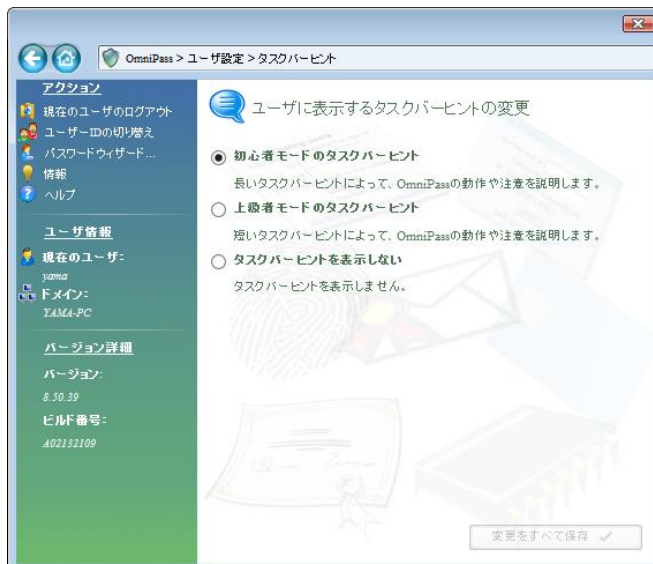 OmniPass > ユーザ設定 > タスクバーヒント
アクション
現在のユーザのログアウト
ユーザーIDの切り替え
パスワードウィザード...
情報
ヘルプ
ユーザ情報
現在のユーザ:
yama
ドメイン:
YAMA-PC
バージョン詳細
バージョン:
8.50.39
ビルド番号:
A02132109
ユーザに表示するタスクバーヒントの変更
初心者モードのタスクバーヒント
長いタスクバーヒントによって、OmniPassの動作や注意を説明します。
上級者モードのタスクバーヒント
短いタスクバーヒントによって、OmniPassの動作や注意を説明します。
タスクバーヒントを表示しない
タスクバーヒントを表示しません。
変更をすべて保存